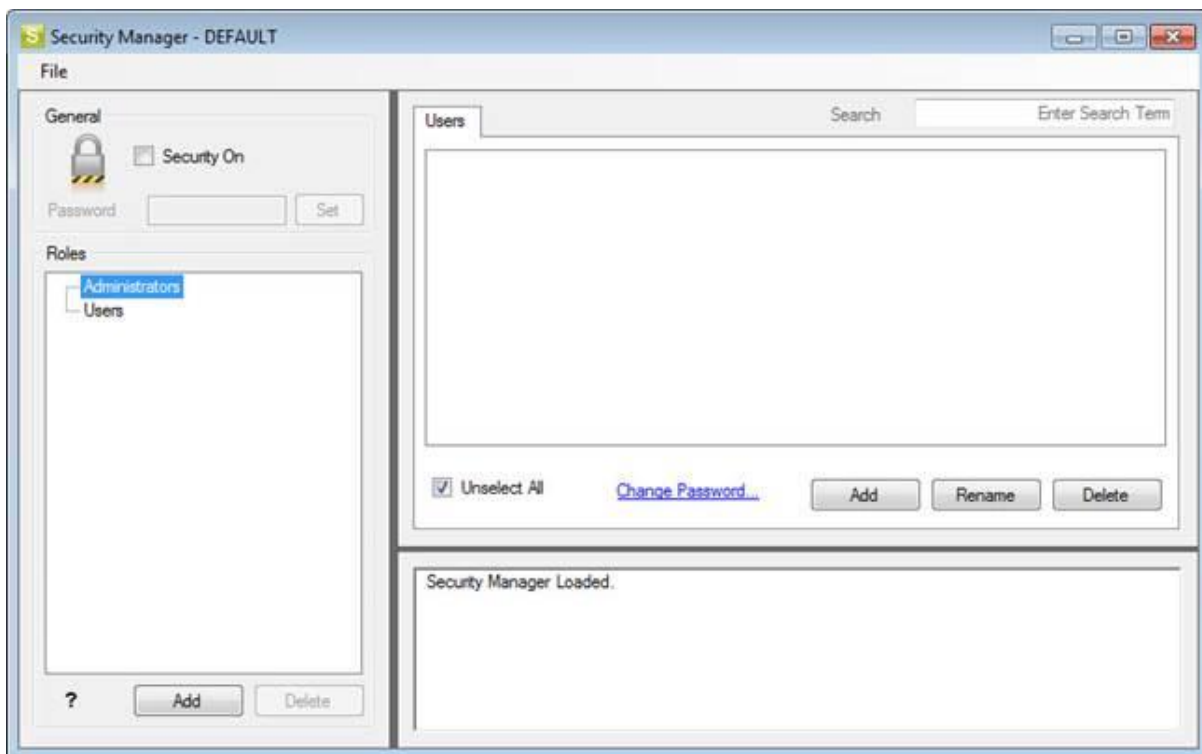 Security Manager - DEFAULT
File
General
Security On
Password
Set
Roles
Administrators
Users
?
Add
Delete
Users
Search
Enter Search Term
Unselect All
Change Password...
Add
Rename
Delete
Security Manager Loaded.